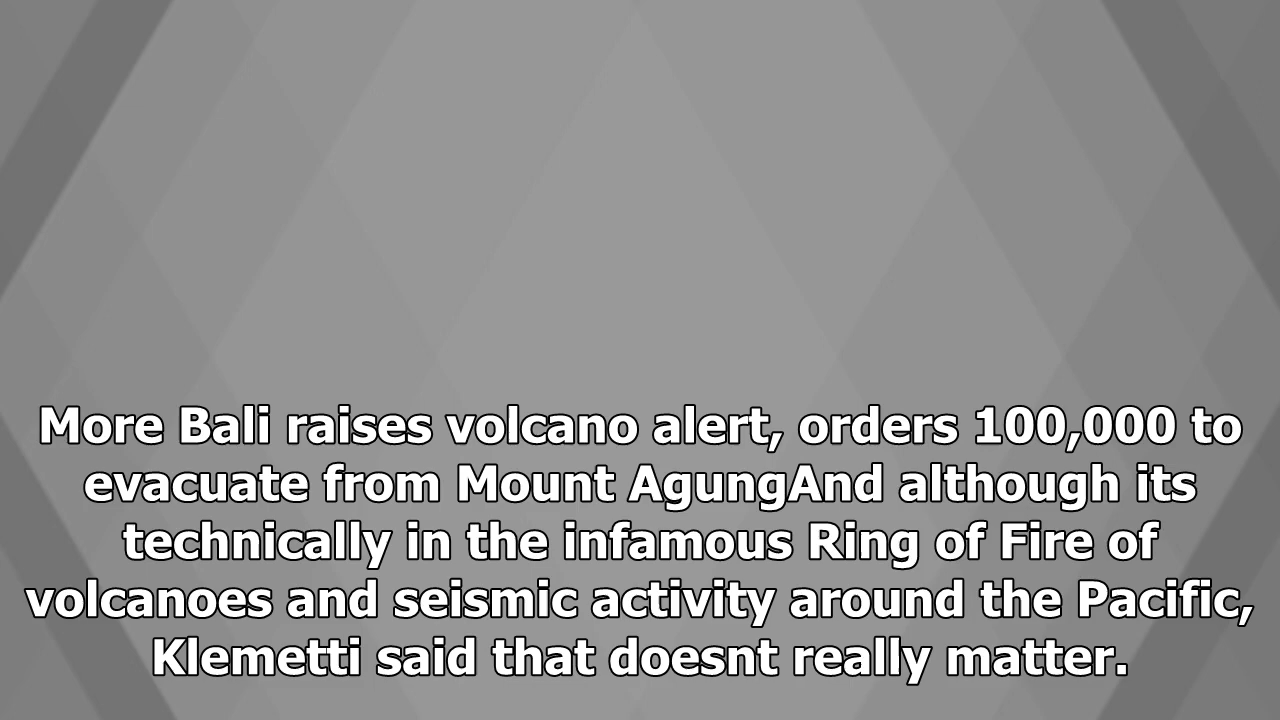 More Bali raises volcano alert, orders 100,000 to
evacuate from Mount AgungAnd although its
technically in the infamous Ring of Fire of
volcanoes and seismic activity around the Pacific,
Klemetti said that doesnt really matter.